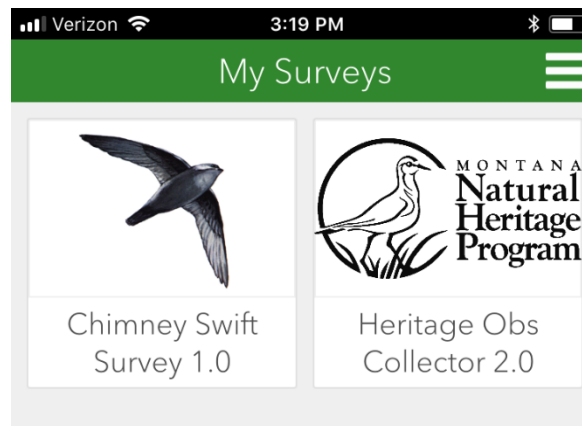 Verizon 3:19 PM
My Surveys
MONTANA
Natural
Heritage
Program
Chimney Swift
Survey 1.0
Heritage Obs
Collector 2.0